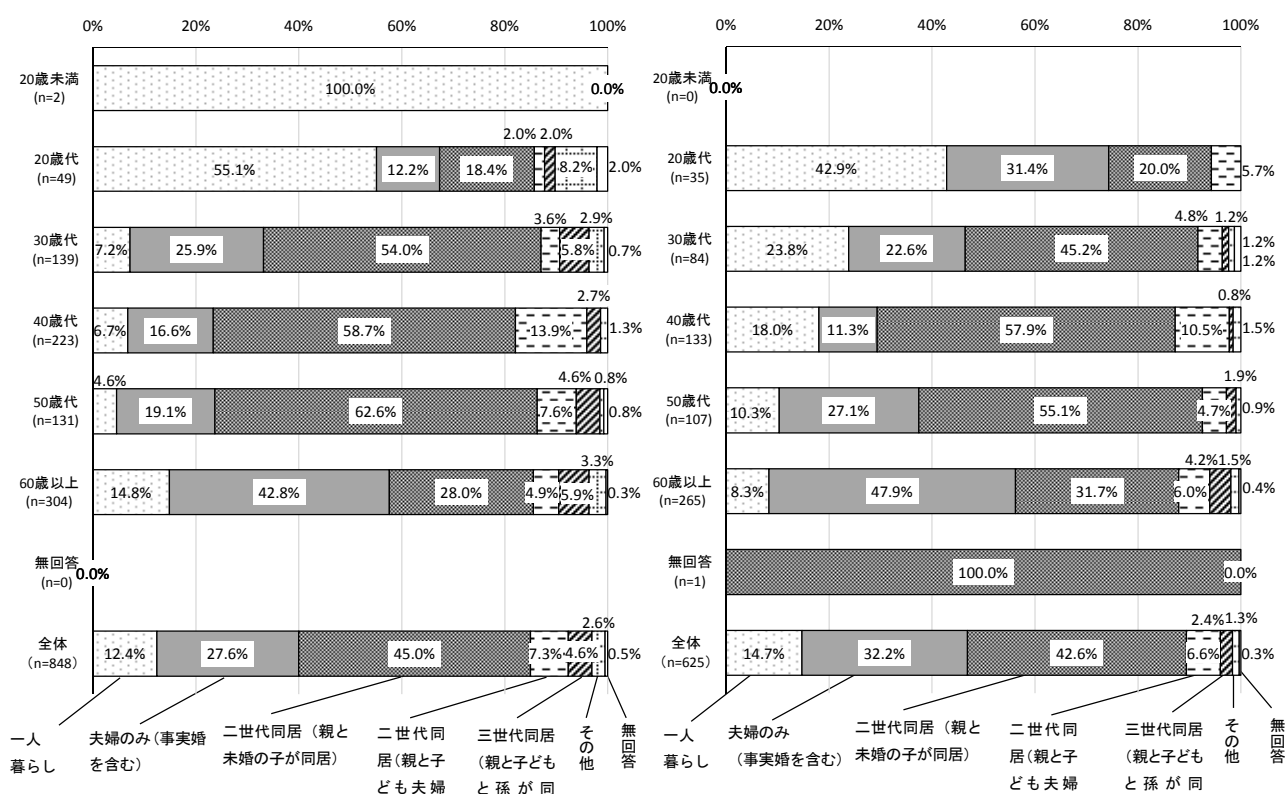 0% 20% 40% 60% 80% 100%
20歳未満
(n=2)
100.0% 0.0%
20歳代
(n=49)
55.1% 12.2% 18.4% 2.0% 2.0% 8.2% 2.0%
30歳代
(n=139)
7.2% 25.9% 54.0% 3.6% 5.8% 2.9% 0.7%
40歳代
(n=223)
6.7% 16.6% 58.7% 13.9% 2.7% 1.3%
50歳代
(n=131)
4.6% 19.1% 62.6% 7.6% 4.6% 0.8% 0.8%
60歳以上
(n=304)
14.8% 42.8% 28.0% 4.9% 5.9% 3.3% 0.3%
無回答
(n=0)
0.0%
全体
(n=848)
12.4% 27.6% 45.0% 7.3% 4.6% 2.6% 0.5%
一人
暮らし
夫婦のみ(事実婚
を含む)
二世代同居(親と
未婚の子が同居)
二世代同
居(親と子
ども夫婦
三世代同居
(親と子ども
と孫が同
その他
無回答
0% 20% 40% 60% 80% 100%
20歳未満
(n=0)
0.0%
20歳代
(n=35)
42.9% 31.4% 20.0% 5.7%
30歳代
(n=84)
23.8% 22.6% 45.2% 4.8% 1.2% 1.2%
1.2%
40歳代
(n=133)
18.0% 11.3% 57.9% 10.5% 0.8% 1.5%
50歳代
(n=107)
10.3% 27.1% 55.1% 4.7% 1.9% 0.9%
60歳以上
(n=265)
8.3% 47.9% 31.7% 6.0% 4.2% 1.5% 0.4%
無回答
(n=1)
100.0% 0.0%
全体
(n=625)
14.7% 32.2% 42.6% 6.6% 2.4% 1.3% 0.3%
一人
暮らし
夫婦のみ
(事実婚を含む)
二世代同居(親と
未婚の子が同居)
二世代同
居(親と子
ども夫婦
三世代同居
(親と子ども
と孫が同
その他
無回答